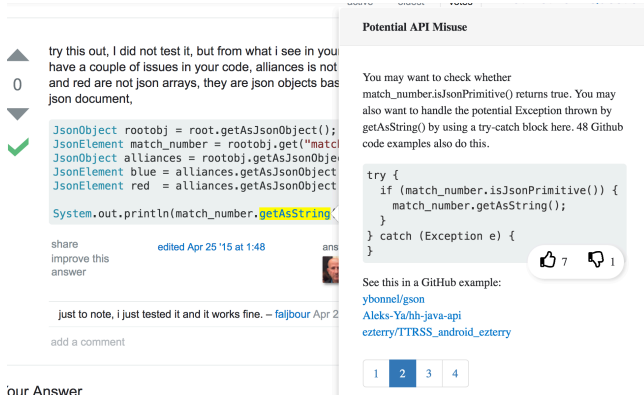 try this out, I did not test it, but from what i see in your
have a couple of issues in your code, alliances is not
0
and red are not json arrays, they are json objects bas
json document,
JsonObject rootobj = root.getAsJsonObject();
JsonElement match_number = rootobj.get("matc
JsonObject alliances = rootobj.getAsJsonObje
JsonElement blue = alliances.getAsJsonObject
JsonElement red = alliances.getAsJsonObject
System.out.println(match_number.getAsString(
share
improve this
answer
edited Apr 25 '15 at 1:48
ans
just to note, i just tested it and it works fine. – faljbour Apr 2
add a comment
Your Answer
Potential API Misuse
You may want to check whether
match_number.isJsonPrimitive() returns true. You may
also want to handle the potential Exception thrown by
getAsString() by using a try-catch block here. 48 Github
code examples also do this.
try {
if (match_number.isJsonPrimitive()) {
match_number.getAsString();
}
} catch (Exception e) {
}
7 1
See this in a GitHub example:
ybonnel/gson
Aleks-Ya/hh-java-api
ezterry/TTRSS_android_ezterry
1 2 3 4